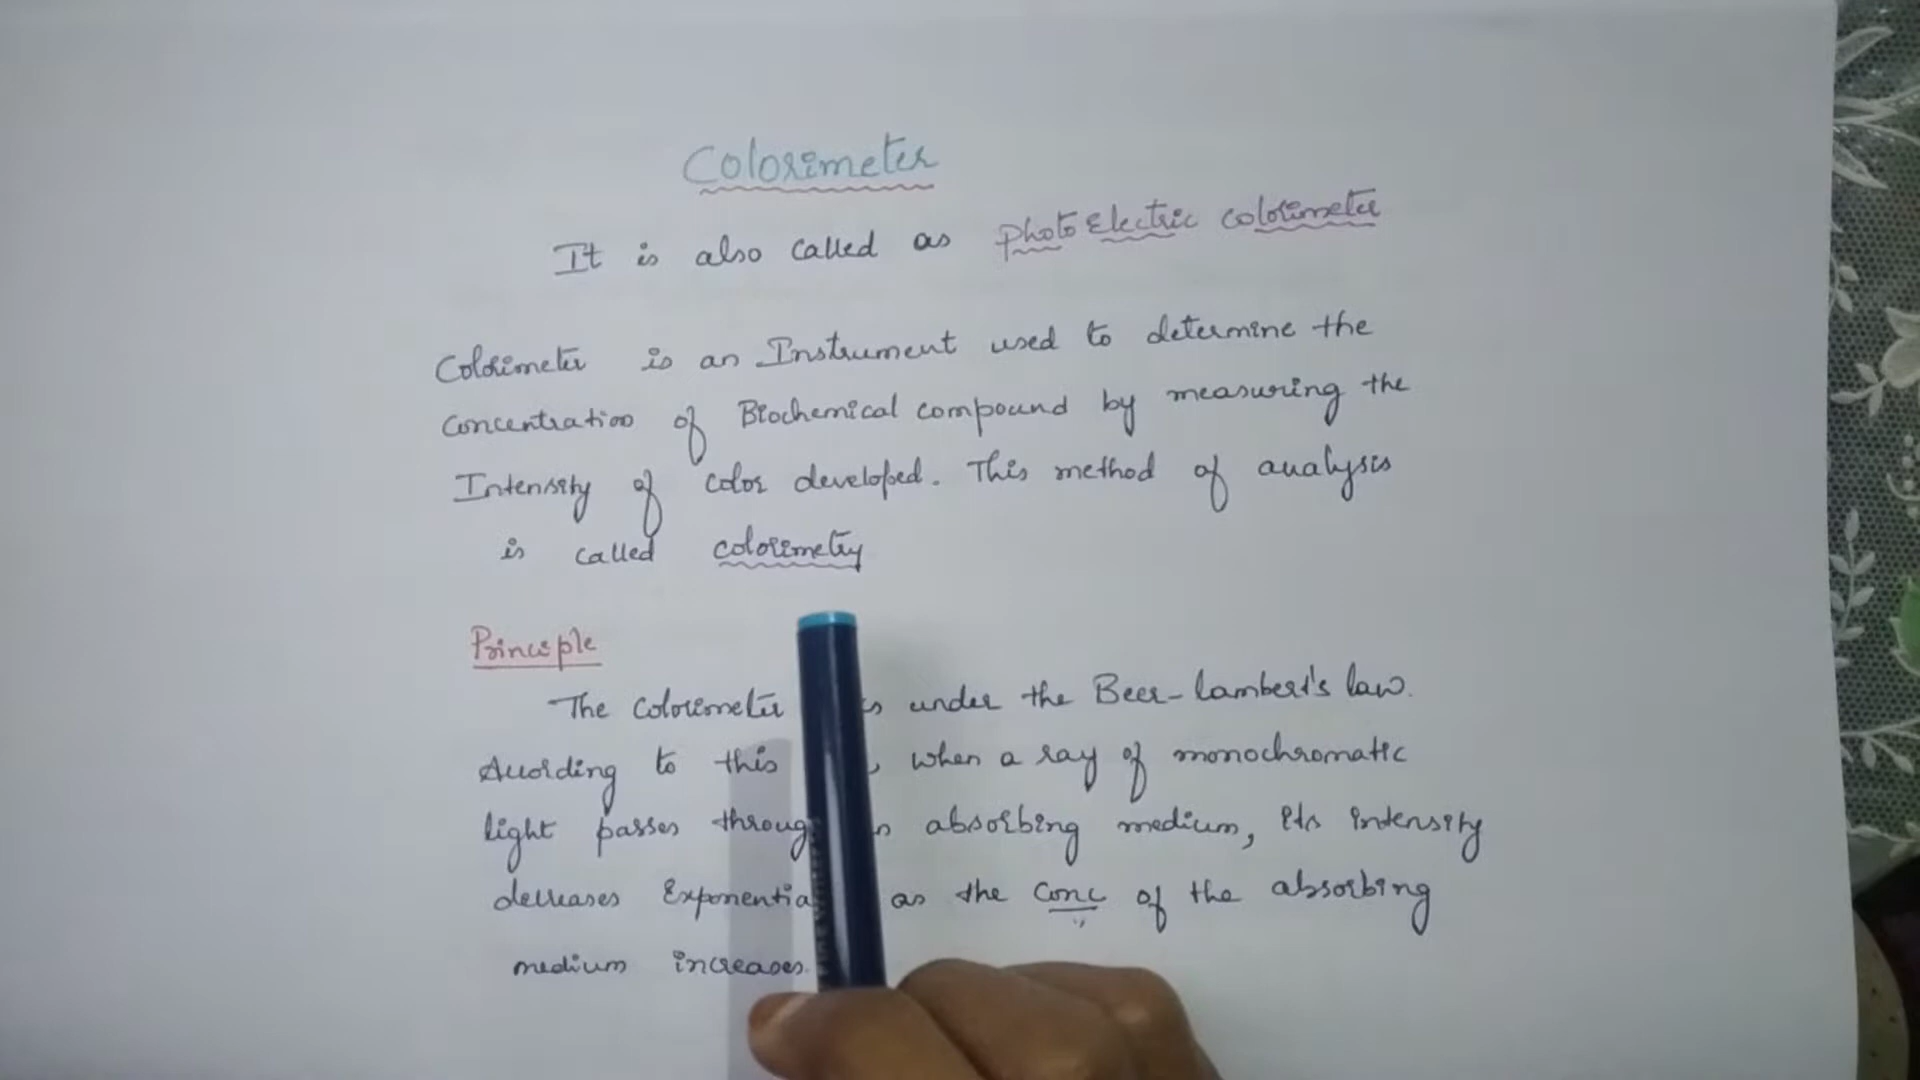 Colorimeter
It is also called as photo Electric colorimeter
Colorimeter is an Instrument used to determine the
concentration of Biochemical compound by measuring the
Intensity of color developed. This method of analysis
is called colorimetry
Principle
The colorimeter under the Beer-lambert's law.
According to this when a ray of monochromatic
light passes absorbing medium, its intensity
decreases as the conc of the absorbing
medium increases.